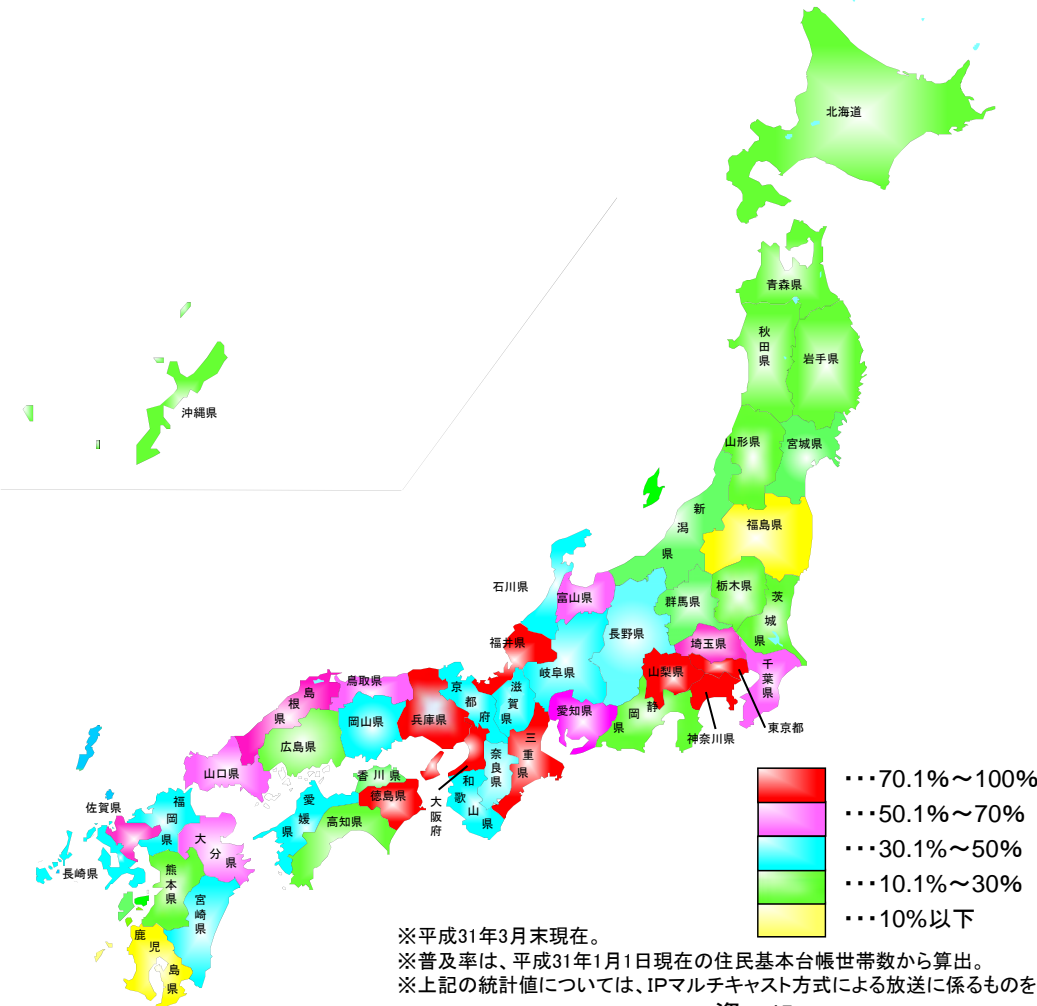 北海道
青森県
秋田県
岩手県
沖縄県
山形県
宮城県
新潟県
福島県
石川県
富山県
群馬県
栃木県
茨城県
長野県
福井県
岐阜県
埼玉県
山梨県
千葉県
東京都
神奈川県
静岡県
愛知県
滋賀県
京都府
三重県
奈良県
和歌山県
大阪府
兵庫県
鳥取県
島根県
岡山県
広島県
山口県
香川県
徳島県
愛媛県
高知県
福岡県
佐賀県
長崎県
大分県
熊本県
宮崎県
鹿児島県
・・・70.1%~100%
・・・50.1%~70%
・・・30.1%~50%
・・・10.1%~30%
・・・10%以下
※平成31年3月末現在。
※普及率は、平成31年1月1日現在の住民基本台帳世帯数から算出。
※上記の統計値については、IPマルチキャスト方式による放送に係るものを